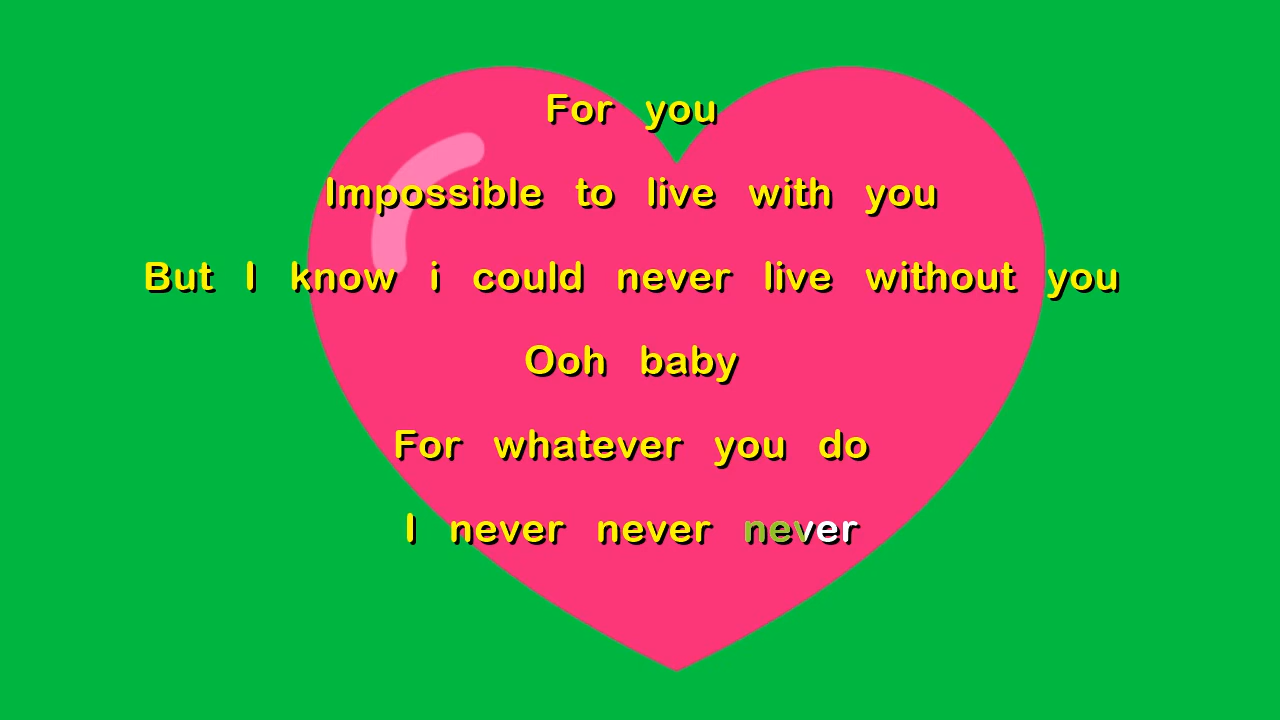 For you
Impossible to live with you
But I know i could never live without you
Ooh baby
For whatever you do
I never never never